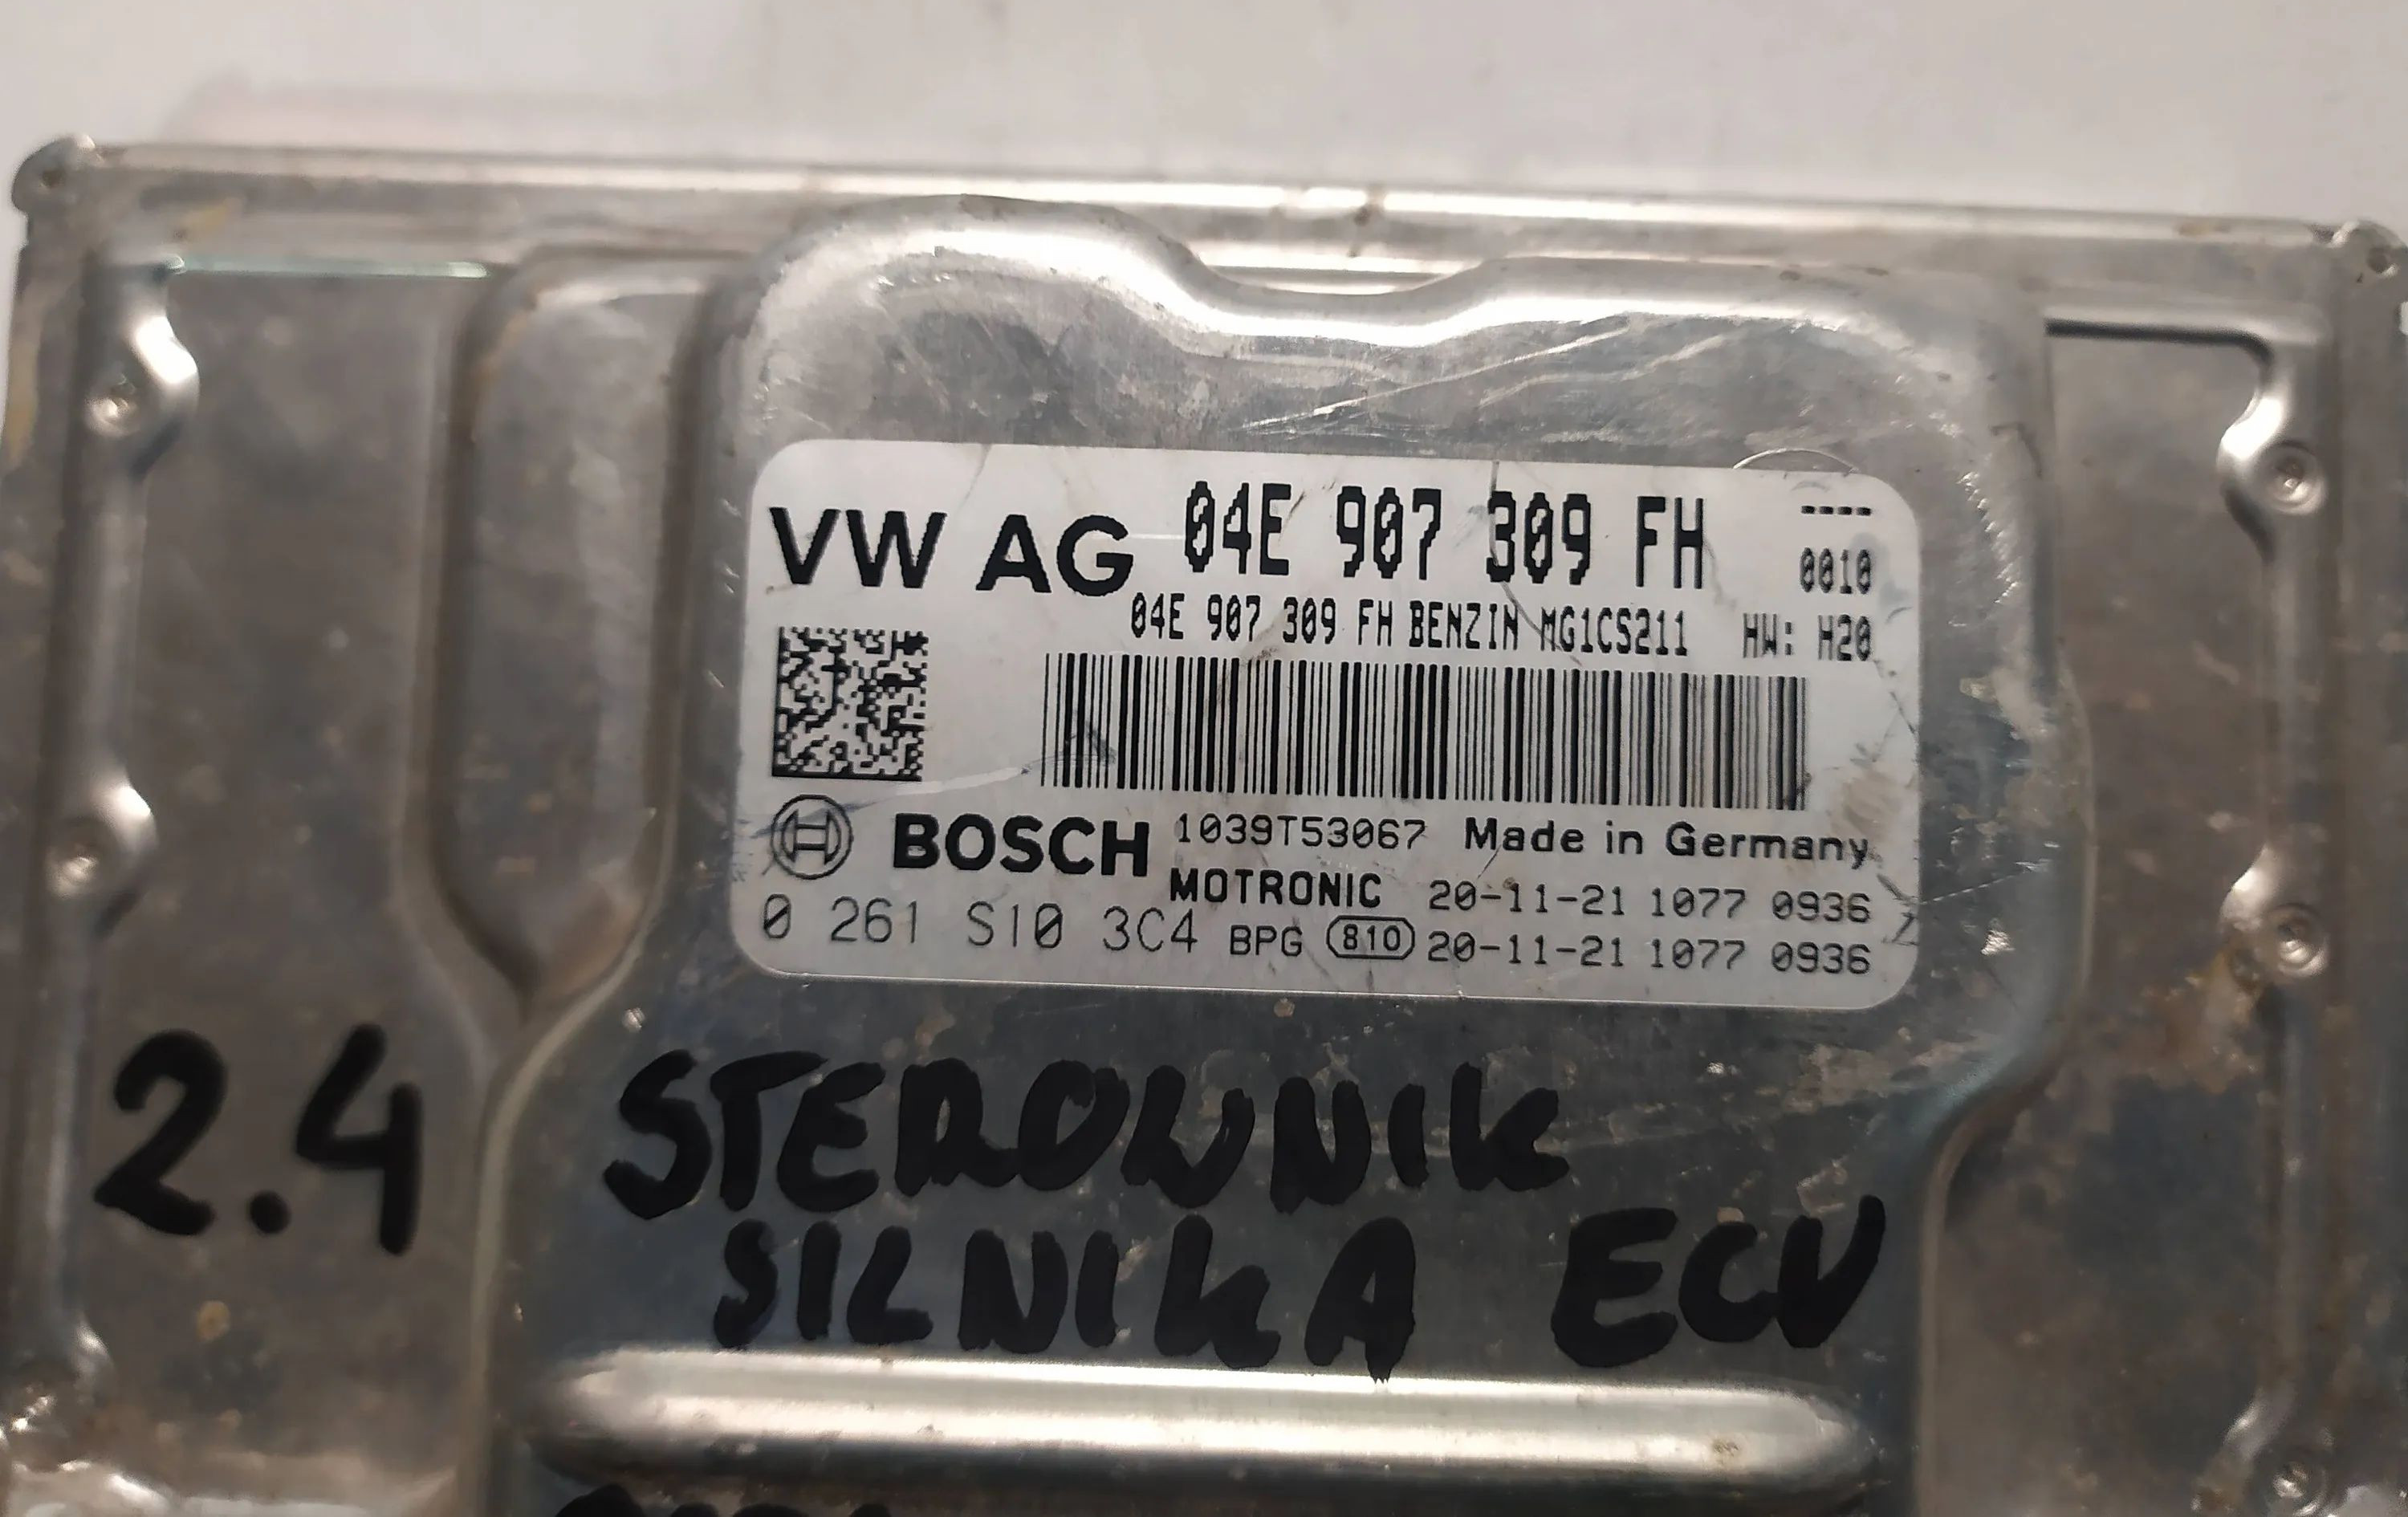 VW AG 04E 907 309 FH ----
0010
04E 907 309 FH BENZIN MG1CS211 HW: H20
BOSCH 1039T53067 Made in Germany
MOTRONIC 20-11-21 1077 0936
0 261 S10 3C4 BPG 810 20-11-21 1077 0936
2.4
STEROWNIK
SILNIKA ECU